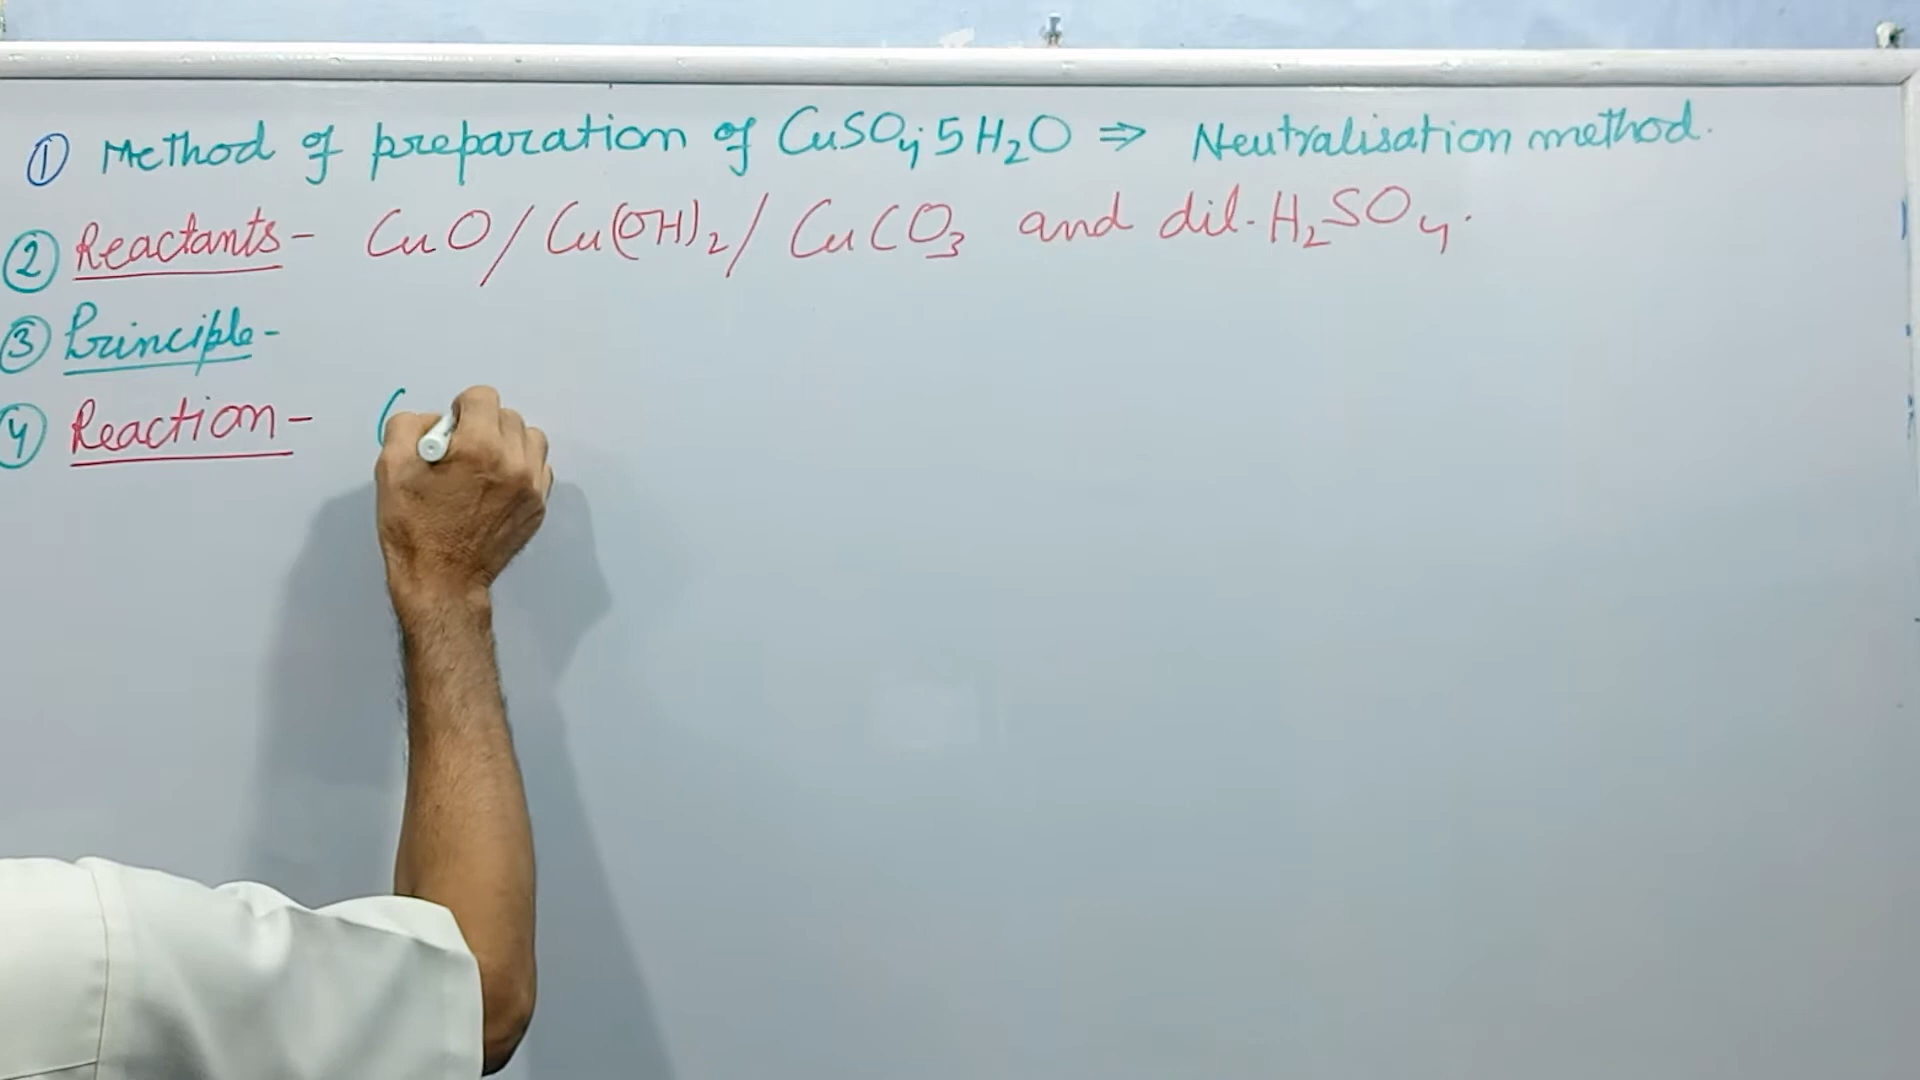 ① Method of preparation of CuSO₄;5H₂O ⇒ Neutralisation method.
② Reactants - CuO/Cu(OH)₂/CuCO₃ and dil. H₂SO₄.
③ Principle -
④ Reaction - C